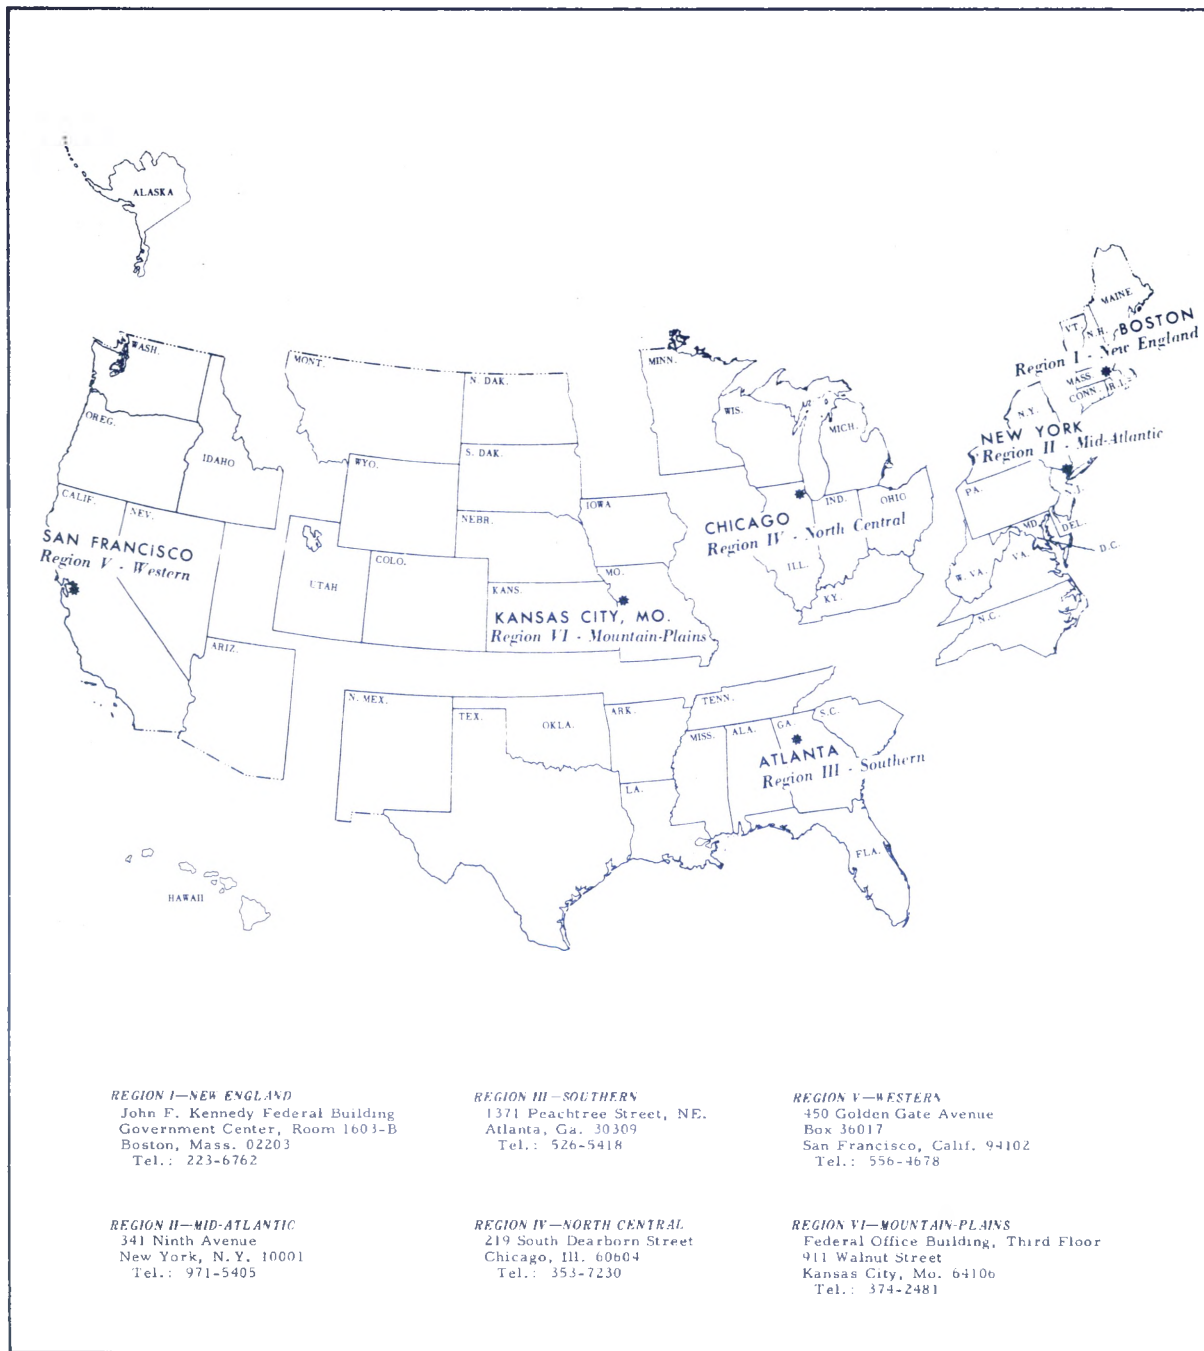 ALASKA
MAINE
VT.
N.H.
BOSTON
Region I - New England
MASS
CONN.
R.I.
N.Y.
NEW YORK
Region II - Mid-Atlantic
PA.
N.J.
MD.
DEL.
D.C.
W. VA.
VA.
N.C.
WASH.
OREG.
IDAHO
MONT.
N. DAK.
MINN.
WIS.
MICH.
S. DAK.
WYO.
CALIF.
NEV.
SAN FRANCISCO
Region V - Western
NEBR.
IOWA
IND.
OHIO
CHICAGO
Region IV - North Central
ILL.
KY.
UTAH
COLO.
KANS.
MO.
KANSAS CITY, MO.
Region VI - Mountain-Plains
ARIZ.
N. MEX.
TEX.
OKLA.
ARK.
TENN.
MISS.
ALA.
GA.
S.C.
ATLANTA
Region III - Southern
LA.
FLA.
HAWAII
REGION I—NEW ENGLAND
John F. Kennedy Federal Building
Government Center, Room 1603-B
Boston, Mass. 02203
Tel.: 223-6762
REGION III—SOUTHERN
1371 Peachtree Street, NE.
Atlanta, Ga. 30309
Tel.: 526-5418
REGION V—WESTERN
450 Golden Gate Avenue
Box 36017
San Francisco, Calif. 94102
Tel.: 556-4678
REGION II—MID-ATLANTIC
341 Ninth Avenue
New York, N.Y. 10001
Tel.: 971-5405
REGION IV—NORTH CENTRAL
219 South Dearborn Street
Chicago, Ill. 60604
Tel.: 353-7230
REGION VI—MOUNTAIN-PLAINS
Federal Office Building, Third Floor
911 Walnut Street
Kansas City, Mo. 64106
Tel.: 374-2481